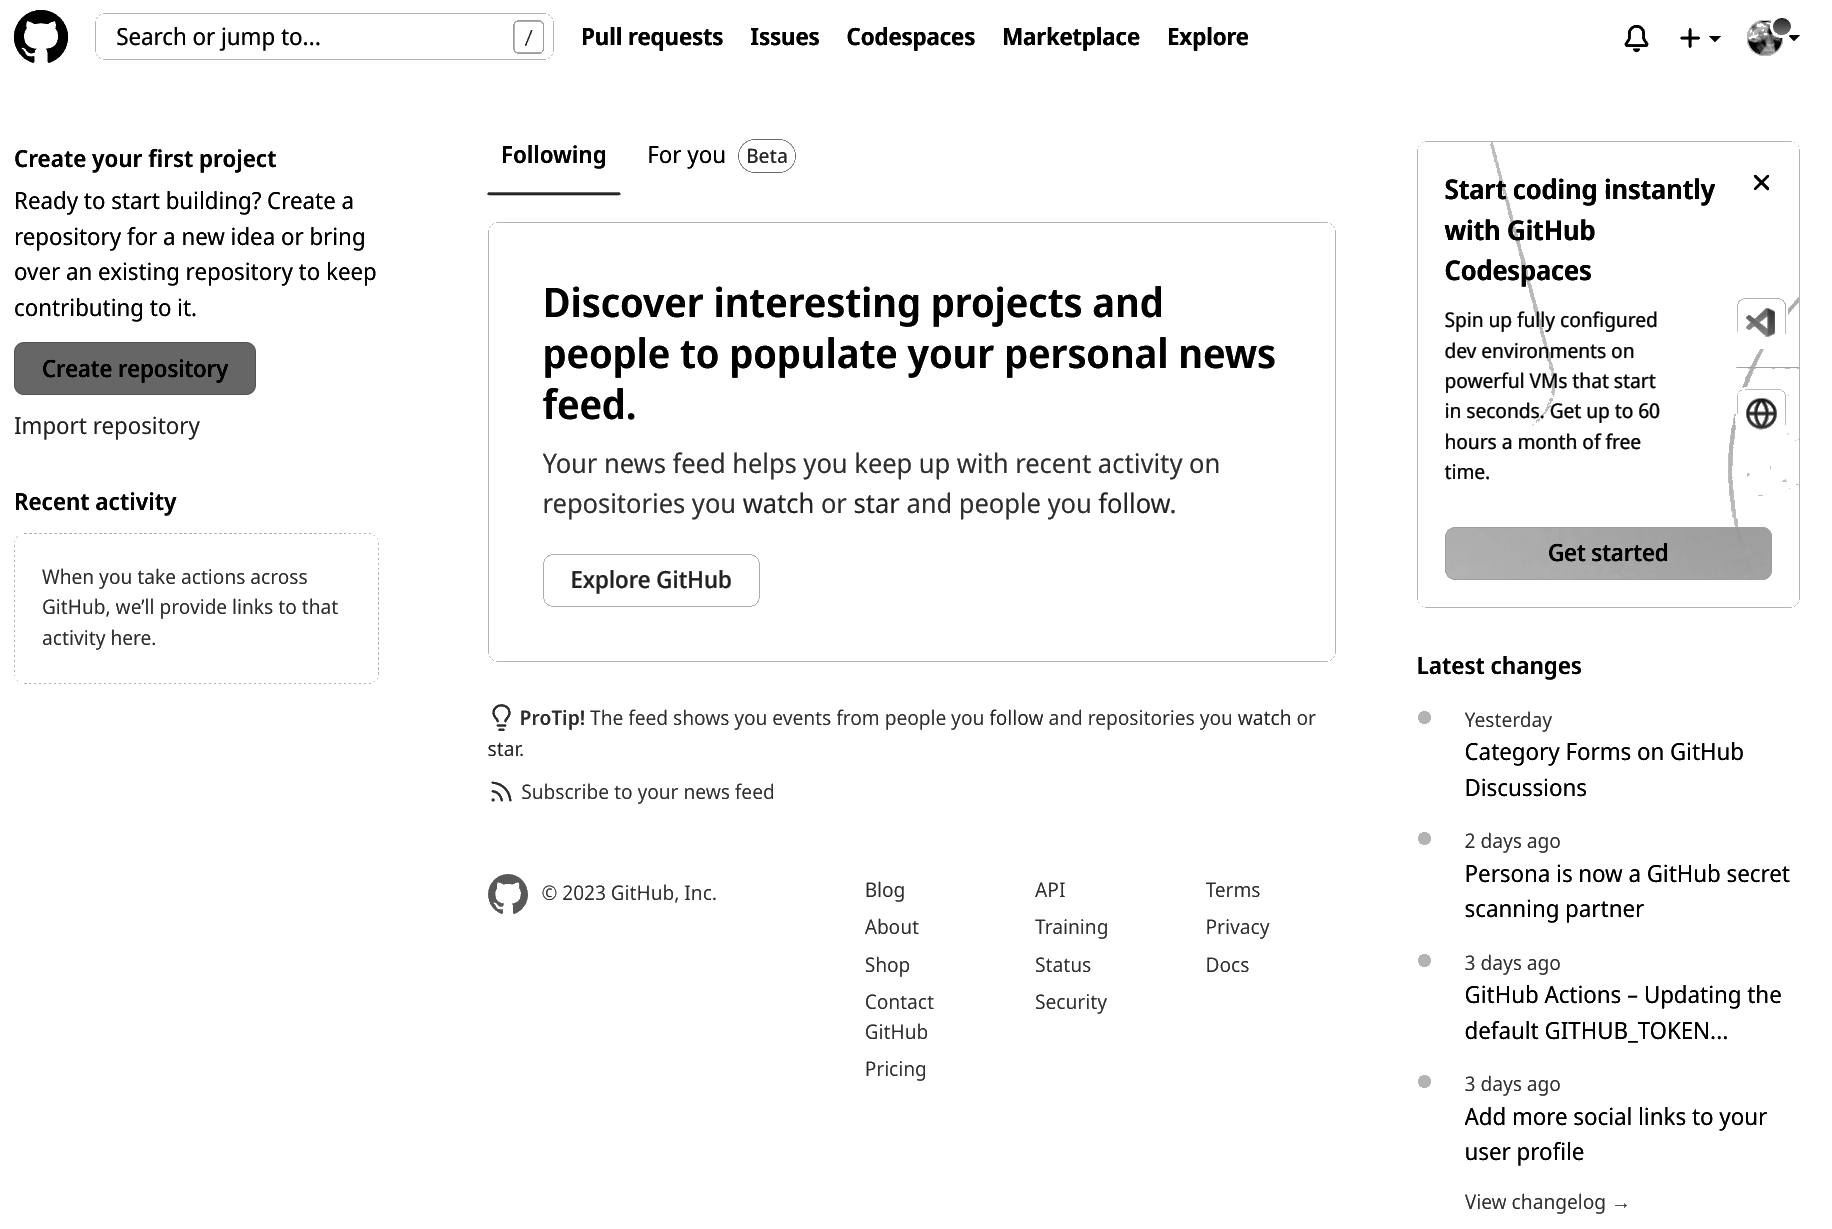 Search or jump to...
/
Pull requests
Issues
Codespaces
Marketplace
Explore
Create your first project
Ready to start building? Create a
repository for a new idea or bring
over an existing repository to keep
contributing to it.
Create repository
Import repository
Recent activity
When you take actions across
GitHub, we’ll provide links to that
activity here.
Following
For you
Beta
Discover interesting projects and
people to populate your personal news
feed.
Your news feed helps you keep up with recent activity on
repositories you watch or star and people you follow.
Explore GitHub
ProTip! The feed shows you events from people you follow and repositories you watch or
star.
Subscribe to your news feed
© 2023 GitHub, Inc.
Blog
About
Shop
Contact
GitHub
Pricing
API
Training
Status
Security
Terms
Privacy
Docs
Start coding instantly
with GitHub
Codespaces
Spin up fully configured
dev environments on
powerful VMs that start
in seconds. Get up to 60
hours a month of free
time.
Get started
Latest changes
Yesterday
Category Forms on GitHub
Discussions
2 days ago
Persona is now a GitHub secret
scanning partner
3 days ago
GitHub Actions – Updating the
default GITHUB_TOKEN...
3 days ago
Add more social links to your
user profile
View changelog →